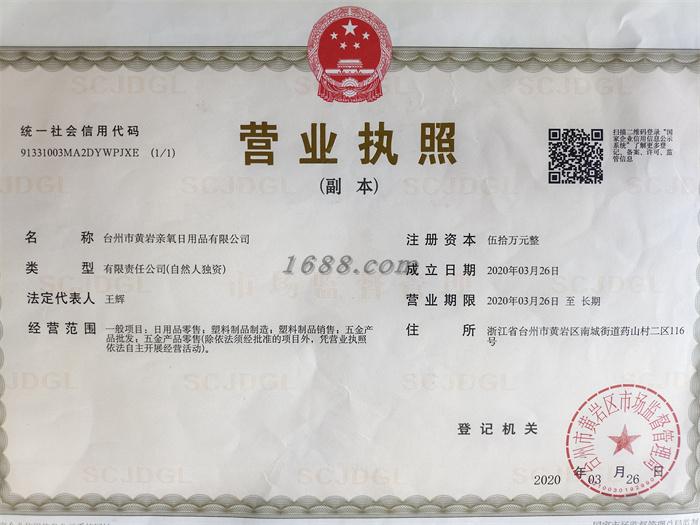 统一社会信用代码
91331003MA2DYWPJXE (1/1)
营业执照
(副 本)
扫描二维码登录“国
家企业信用信息公示
系统”了解更多登
记、备案、许可、监
管信息
名 称 台州市黄岩亲氧日用品有限公司
类 型 有限责任公司(自然人独资)
法定代表人 王辉
经营范围 一般项目：日用品零售；塑料制品制造；塑料制品销售；五金产
品批发；五金产品零售(除依法须经批准的项目外，凭营业执照
依法自主开展经营活动)。
注册资本 伍拾万元整
成立日期 2020年03月26日
营业期限 2020年03月26日 至 长期
住 所 浙江省台州市黄岩区南城街道药山村二区116
号
1688.com
SCJDGL
市场监督管理
登记机关
台州市黄岩区市场监督管理局
2020 年 03 月 26 日